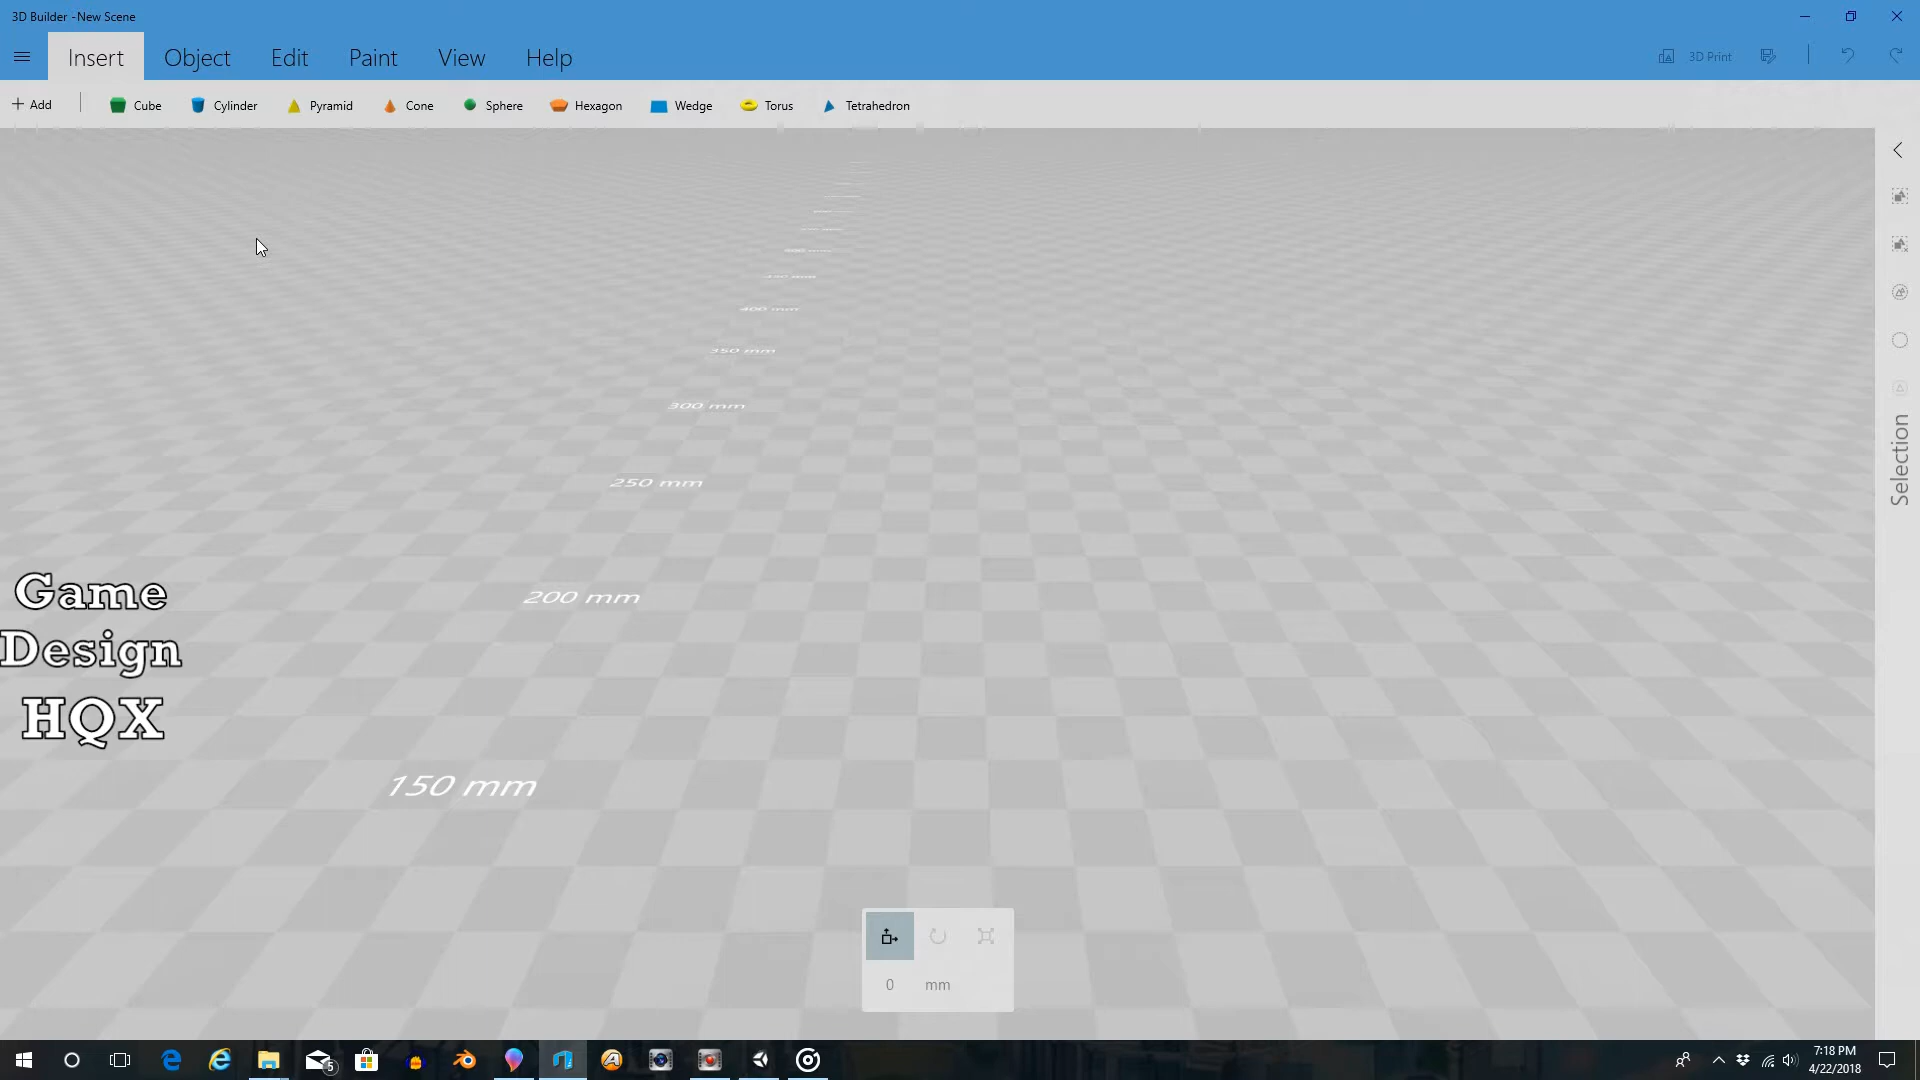 3D Builder -New Scene
Insert Object Edit Paint View Help
3D Print
Add Cube Cylinder Pyramid Cone Sphere Hexagon Wedge Torus Tetrahedron
400 mm
350 mm
300 mm
250 mm
200 mm
150 mm
Selection
Game
Design
HQX
0 mm
5
7:18 PM
4/22/2018